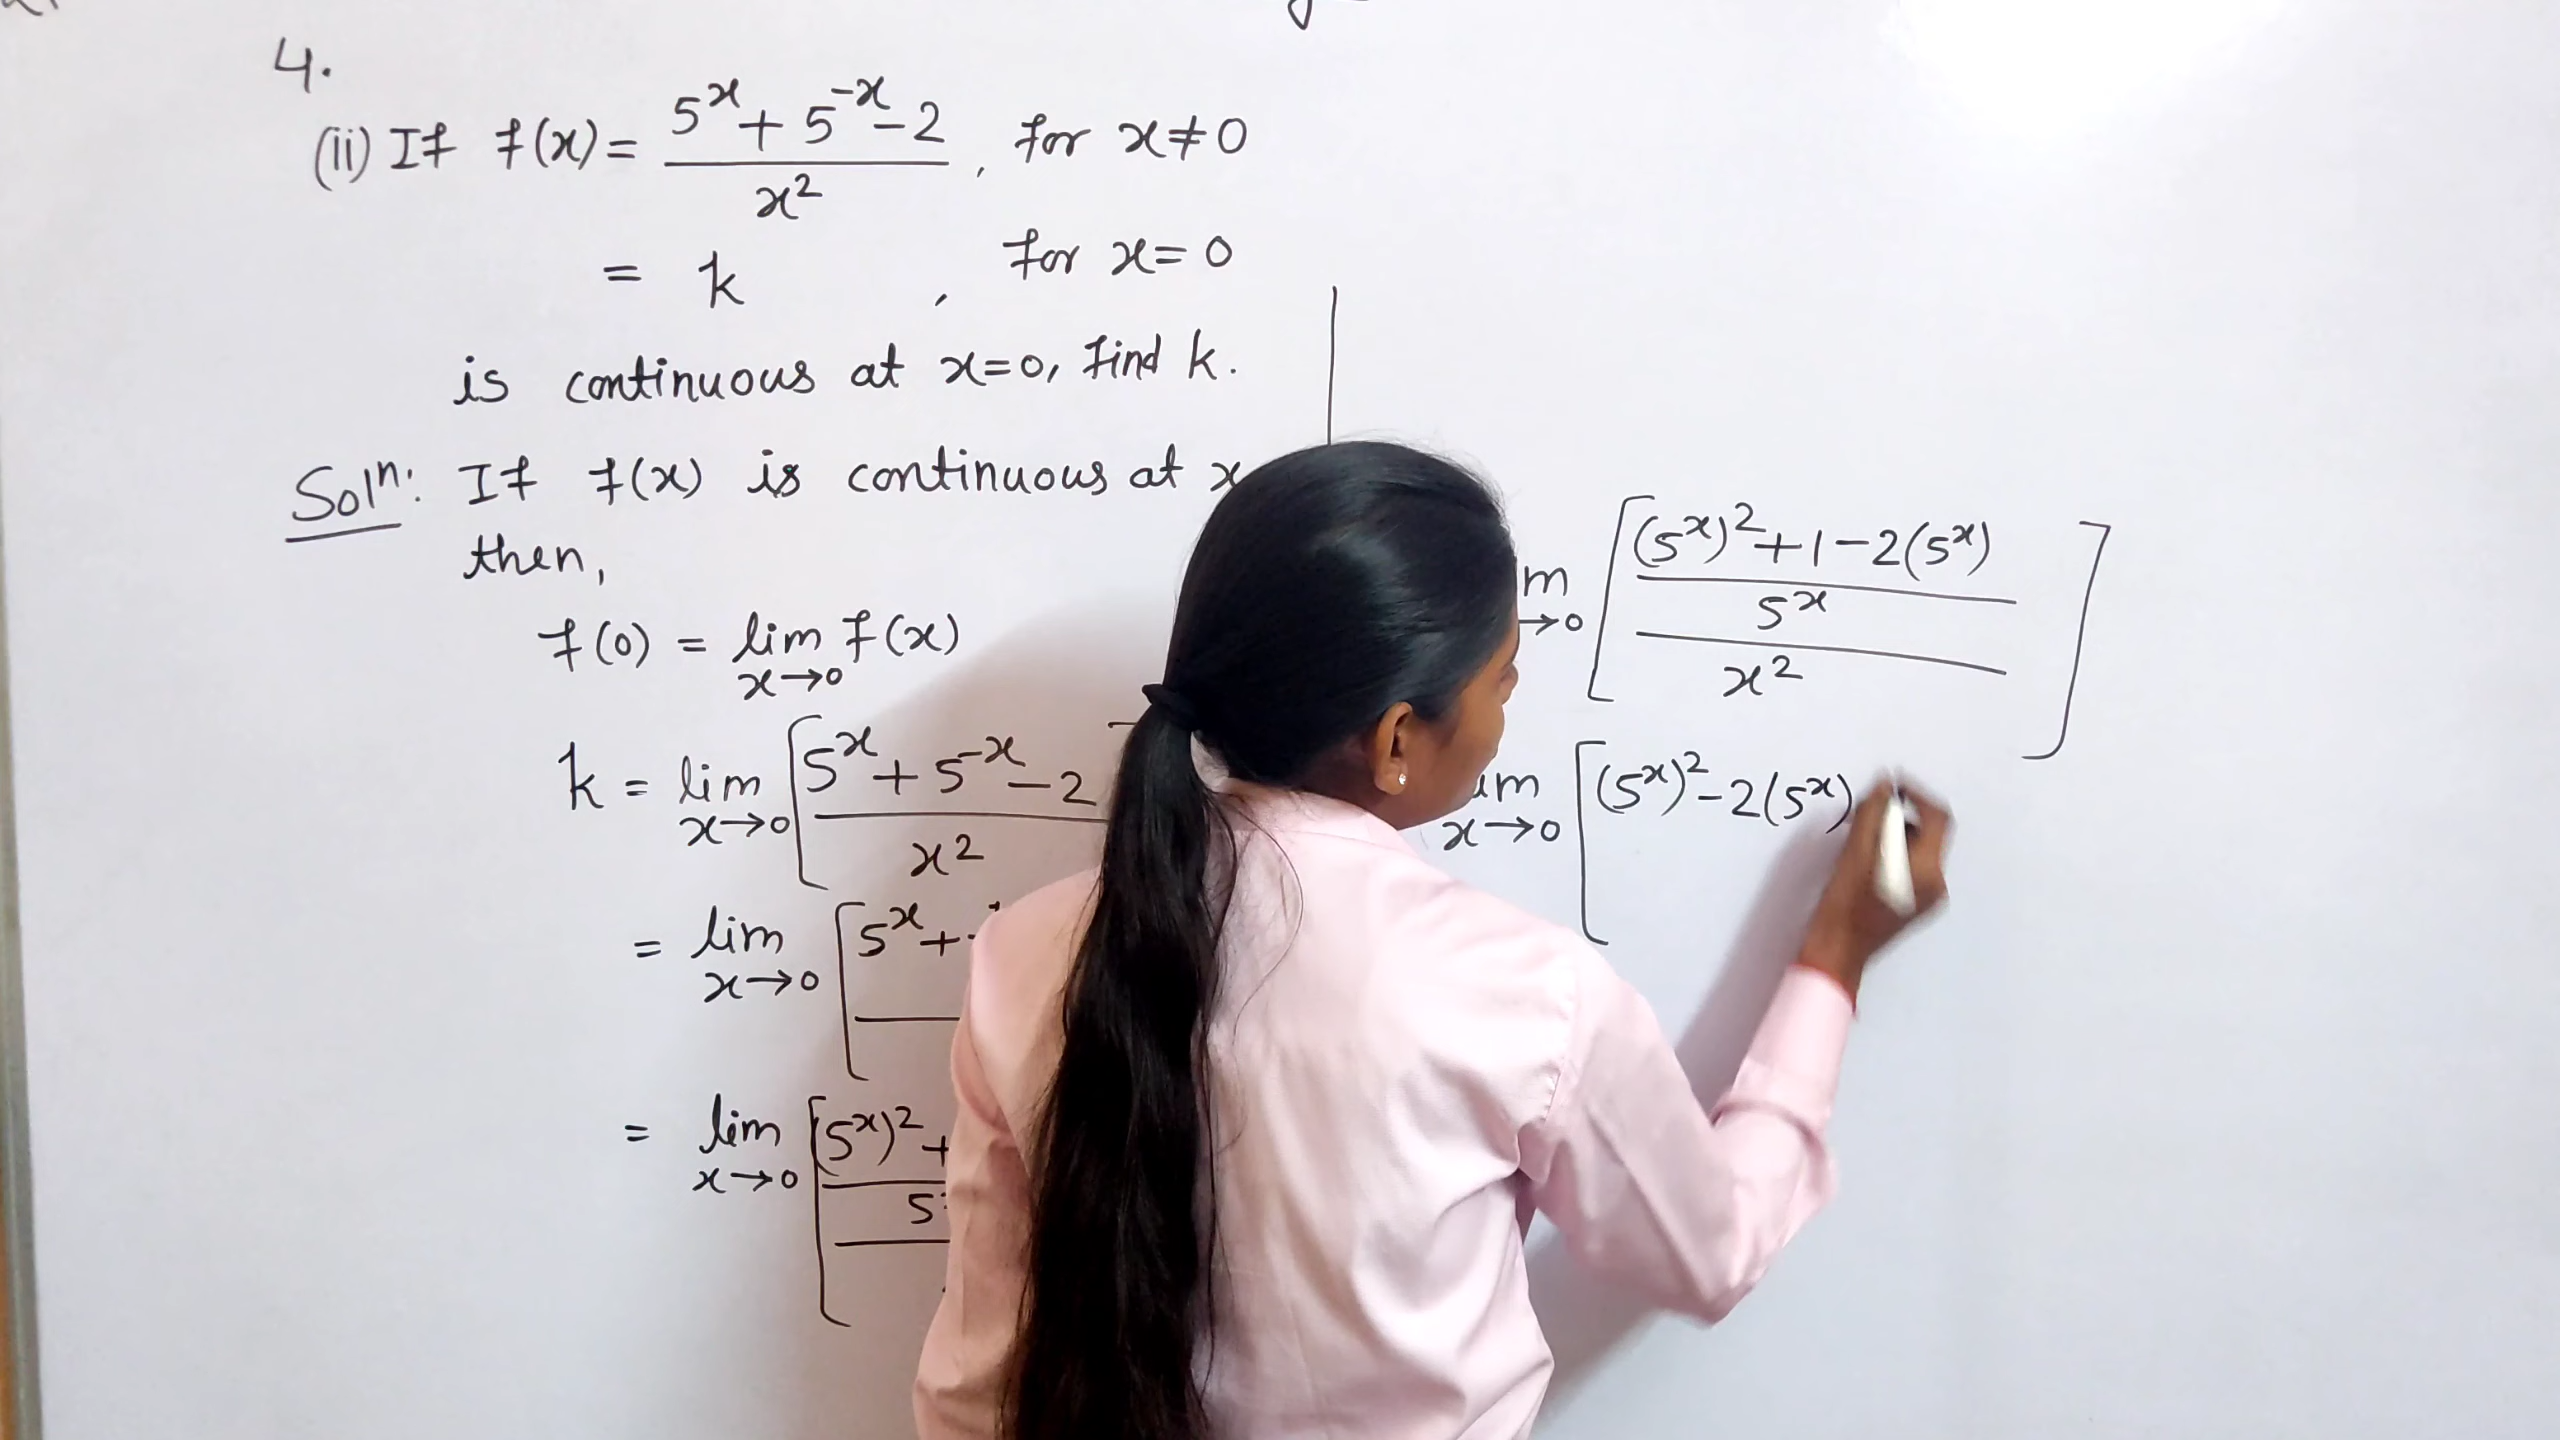 4.
(ii) If f(x) = (5^x + 5^-x - 2) / x^2 , for x ≠ 0
= k , for x = 0
is continuous at x=0, find k.
Soln: If f(x) is continuous at x
then,
f(0) = lim x→0 f(x)
k = lim x→0 [ (5^x + 5^-x - 2) / x^2
= lim x→0 [ 5^x +
= lim x→0 [ (5^x)^2 +
5
m →0 [ ((5^x)^2 + 1 - 2(5^x)) / 5^x / x^2 ]
im x→0 [ (5^x)^2 - 2(5^x)